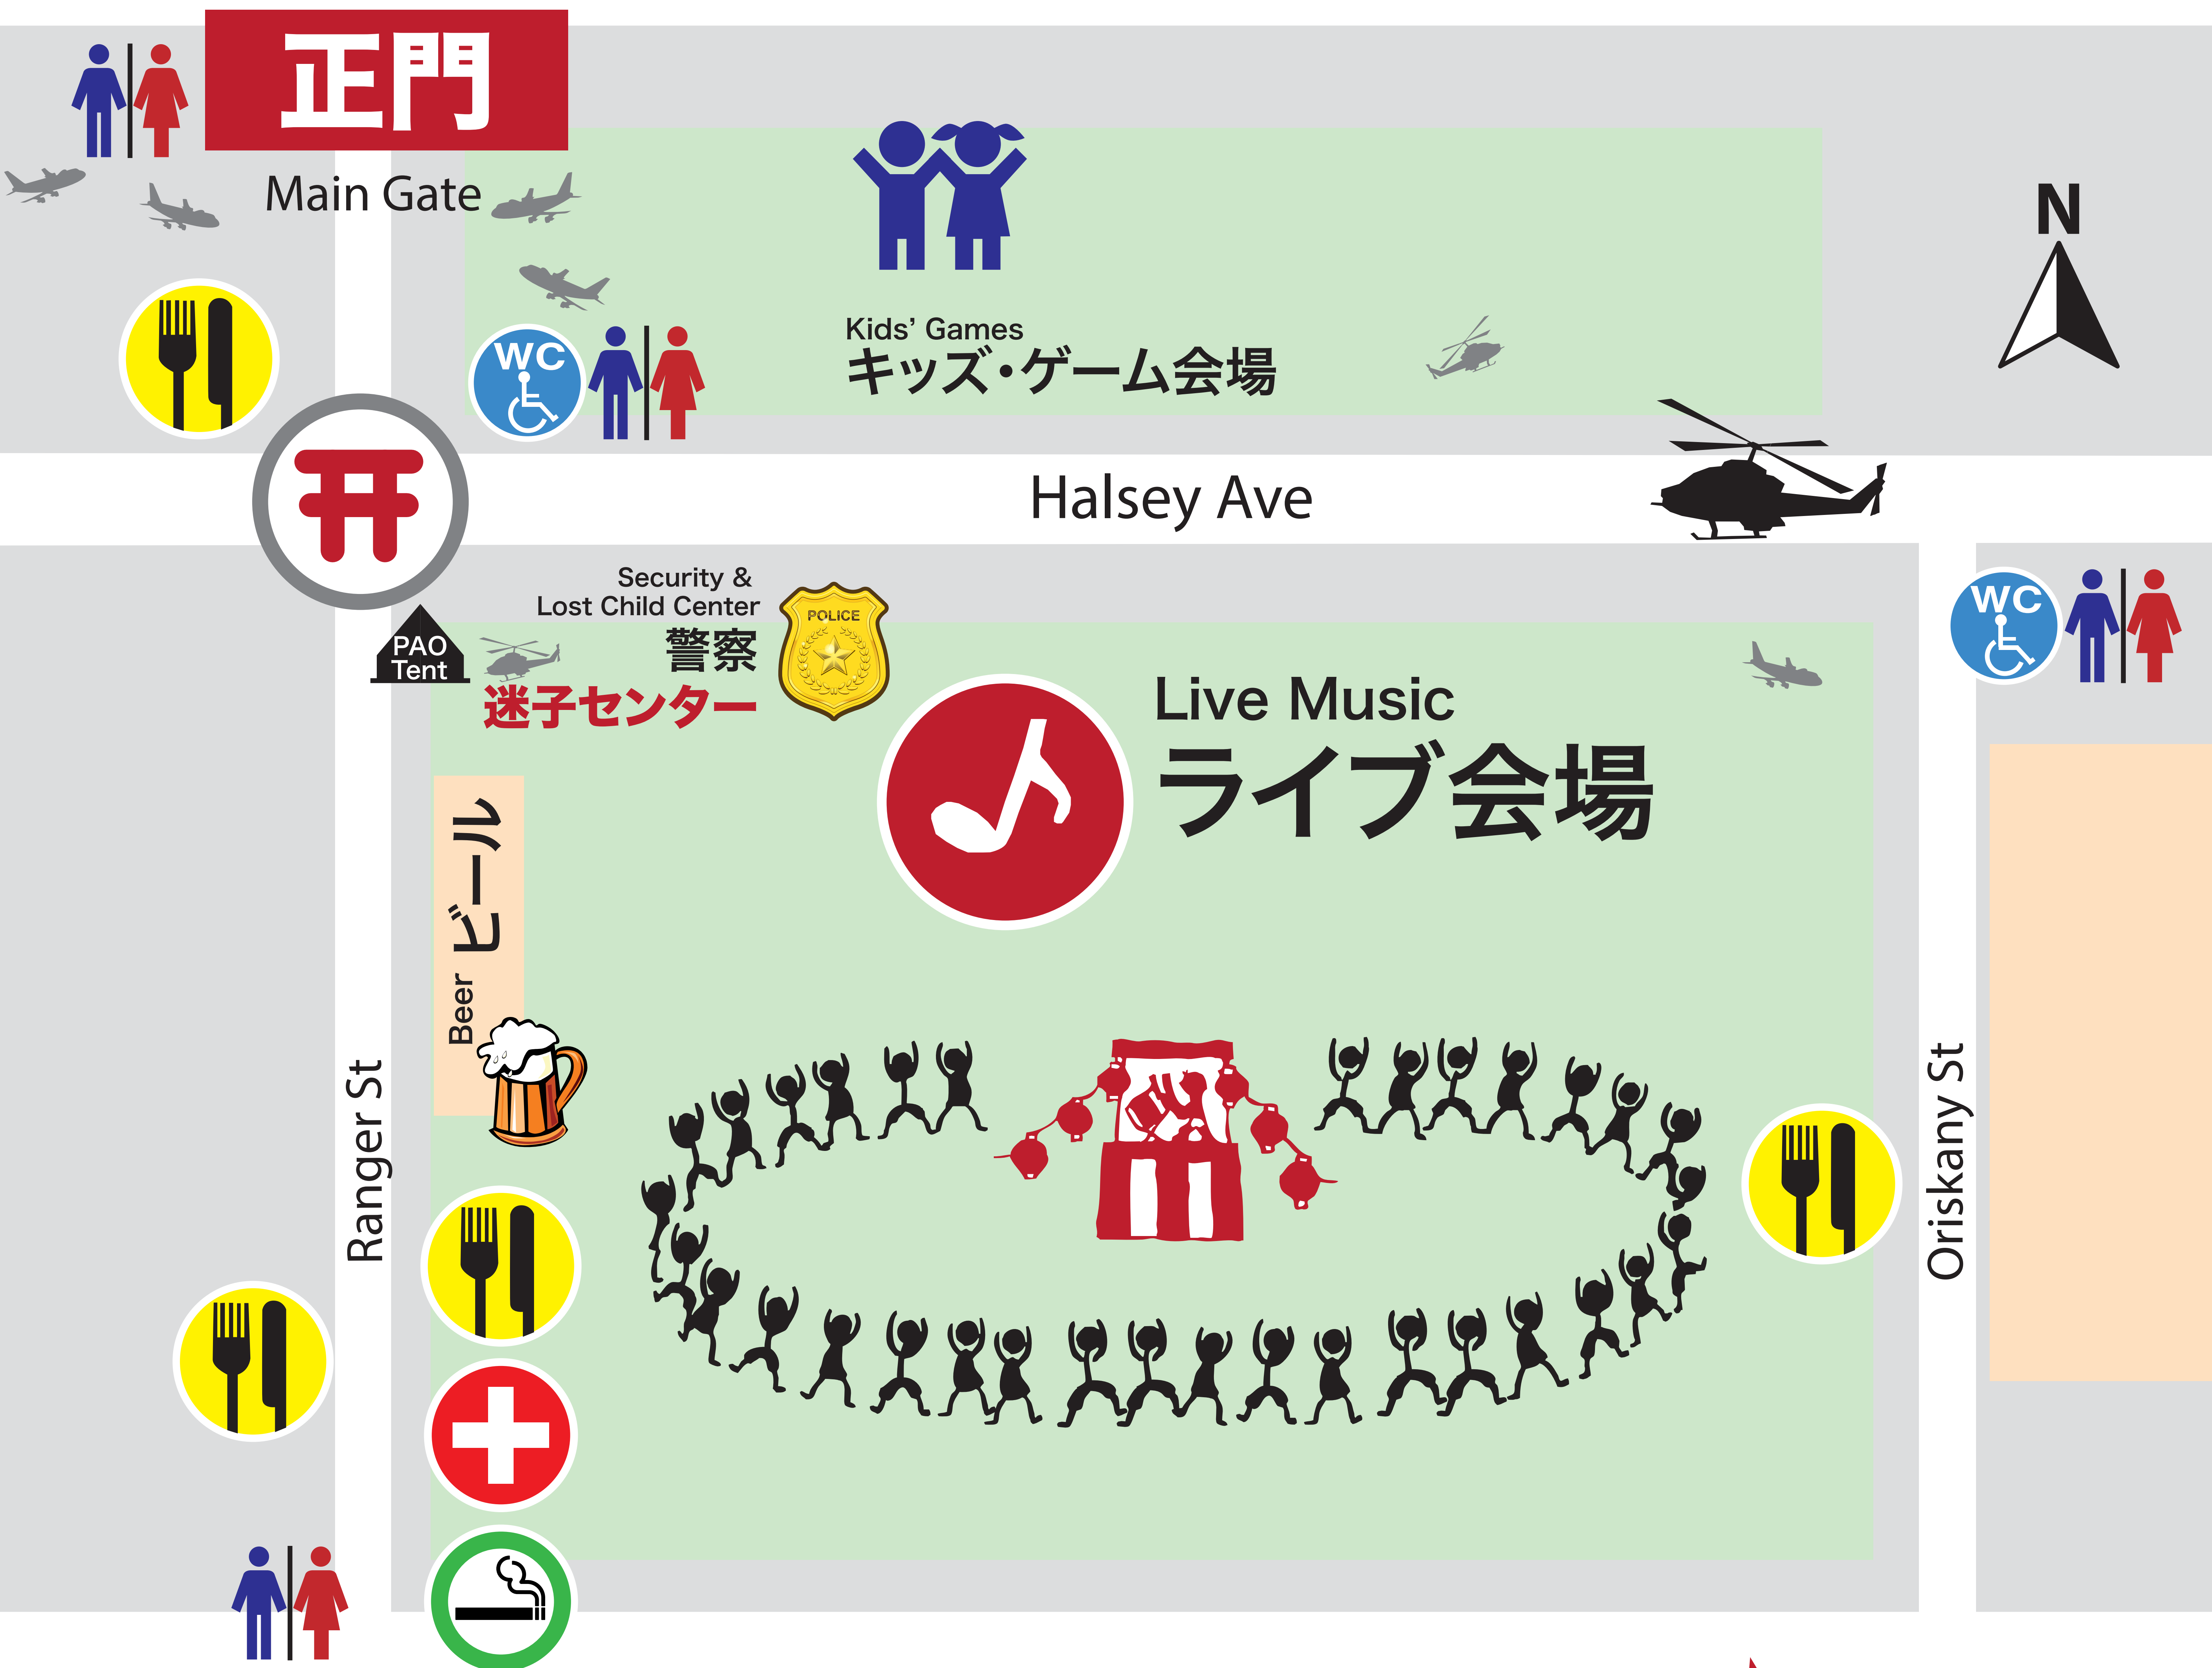 正門
Main Gate
N
Kids’ Games
キッズ・ゲーム会場
WC
Halsey Ave
Security &
Lost Child Center
警察
迷子センター
POLICE
PAO
Tent
WC
Live Music
ライブ会場
Beer ビール
Ranger St
Oriskany St